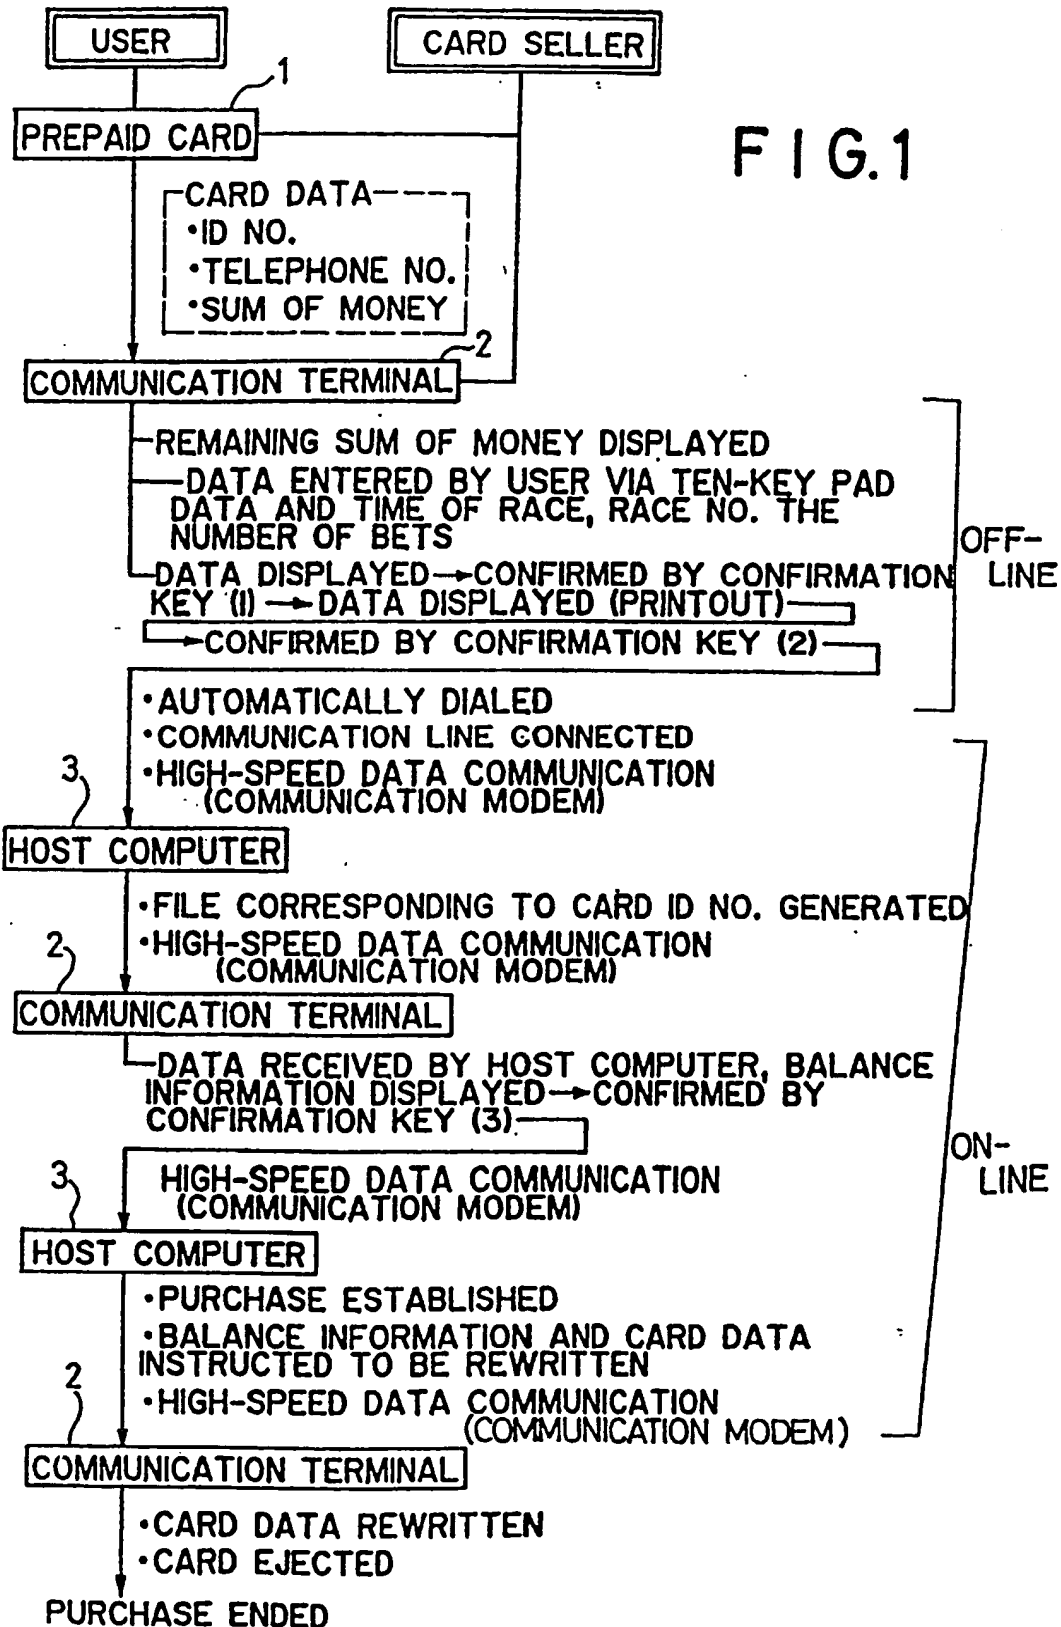 USER
CARD SELLER
1
PREPAID CARD
FIG.1
CARD DATA
•ID NO.
•TELEPHONE NO.
•SUM OF MONEY
2
COMMUNICATION TERMINAL
REMAINING SUM OF MONEY DISPLAYED
DATA ENTERED BY USER VIA TEN-KEY PAD
DATA AND TIME OF RACE, RACE NO. THE
NUMBER OF BETS
OFF-
LINE
DATA DISPLAYED→CONFIRMED BY CONFIRMATION
KEY (1)→DATA DISPLAYED (PRINTOUT)
→CONFIRMED BY CONFIRMATION KEY (2)
•AUTOMATICALLY DIALED
•COMMUNICATION LINE CONNECTED
•HIGH-SPEED DATA COMMUNICATION
(COMMUNICATION MODEM)
3
HOST COMPUTER
•FILE CORRESPONDING TO CARD ID NO. GENERATED
•HIGH-SPEED DATA COMMUNICATION
(COMMUNICATION MODEM)
2
COMMUNICATION TERMINAL
DATA RECEIVED BY HOST COMPUTER, BALANCE
INFORMATION DISPLAYED→CONFIRMED BY
CONFIRMATION KEY (3)
ON-
LINE
HIGH-SPEED DATA COMMUNICATION
(COMMUNICATION MODEM)
3
HOST COMPUTER
•PURCHASE ESTABLISHED
•BALANCE INFORMATION AND CARD DATA
INSTRUCTED TO BE REWRITTEN
•HIGH-SPEED DATA COMMUNICATION
(COMMUNICATION MODEM)
2
COMMUNICATION TERMINAL
•CARD DATA REWRITTEN
•CARD EJECTED
PURCHASE ENDED